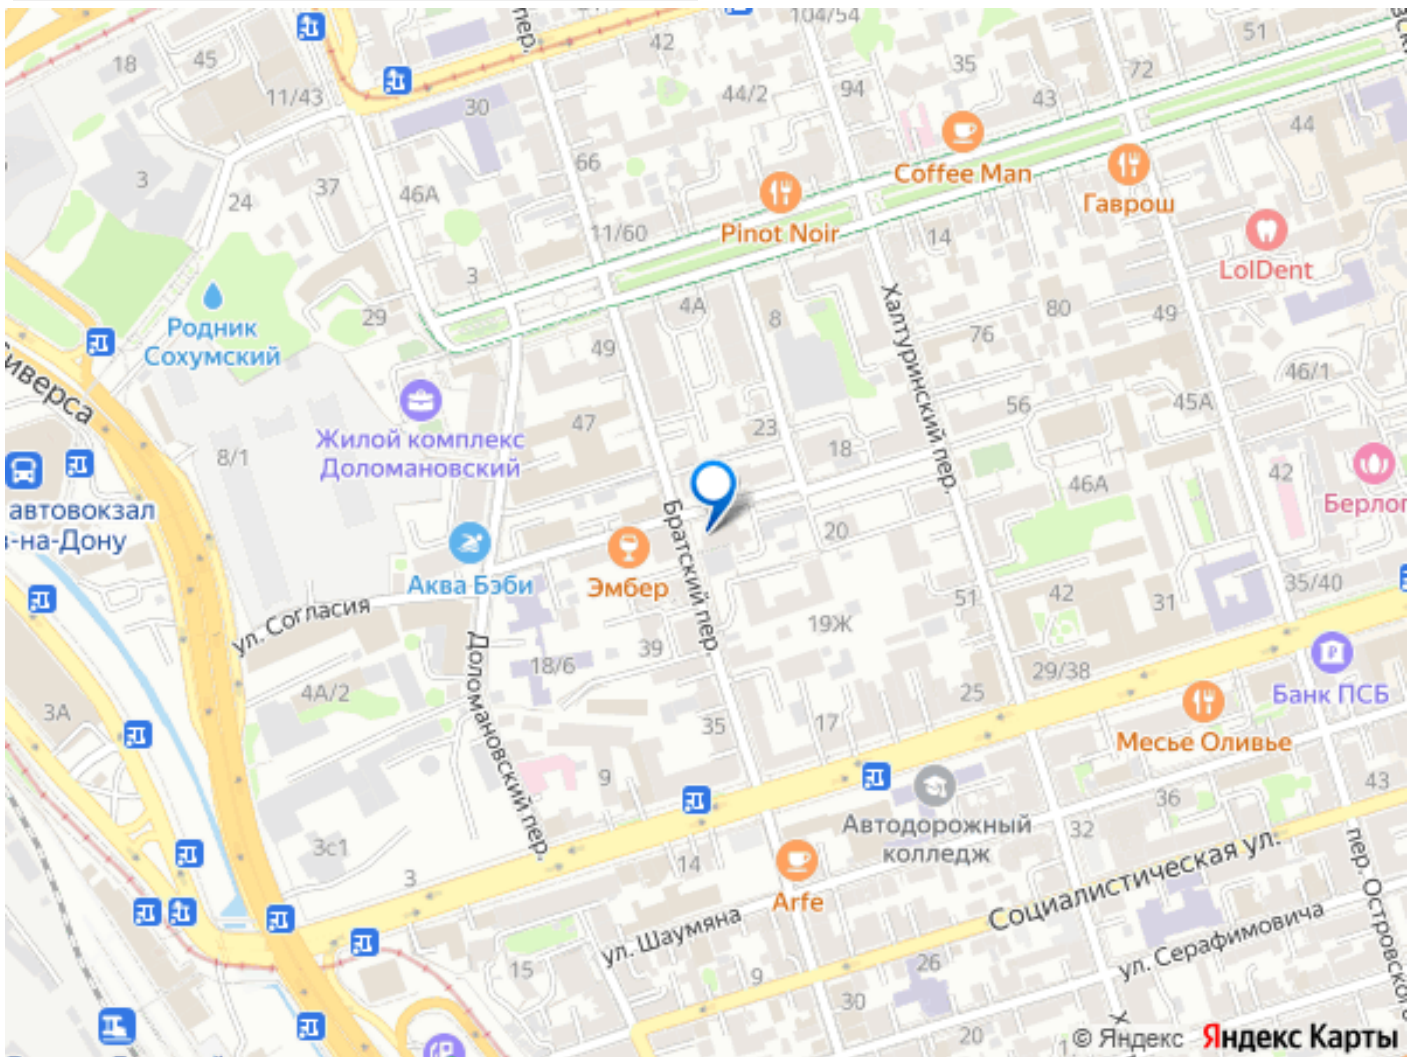 104/54
51
пер.
42
18
45
35
72
11/43
30
44/2
94
43
44
66
3
37
46А
24
Coffee Man
Гаврош
Pinot Noir
11/60
14
LolDent
3
4А
8
80
49
76
Родник
Сохумский
29
49
Халтуринский пер.
Сиверса
46/1
56
45А
Жилой комплекс
Доломановский
47
23
18
8/1
42
46А
Берлог
автовокзал
-на-Дону
Братский пер.
20
Аква Бэби
Эмбер
ул. Согласия
51
42
31
35/40
19Ж
39
18/6
Доломановский пер.
4А/2
29/38
25
3А
35
17
Банк ПСБ
Месье Оливье
9
43
36
Автодорожный
колледж
32
3с1
14
3
Arfe
Социалистическая ул.
пер. Островского
ул. Шаумяна
ул. Серафимовича
15
9
26
30
20
Х
© Яндекс Яндекс Карты